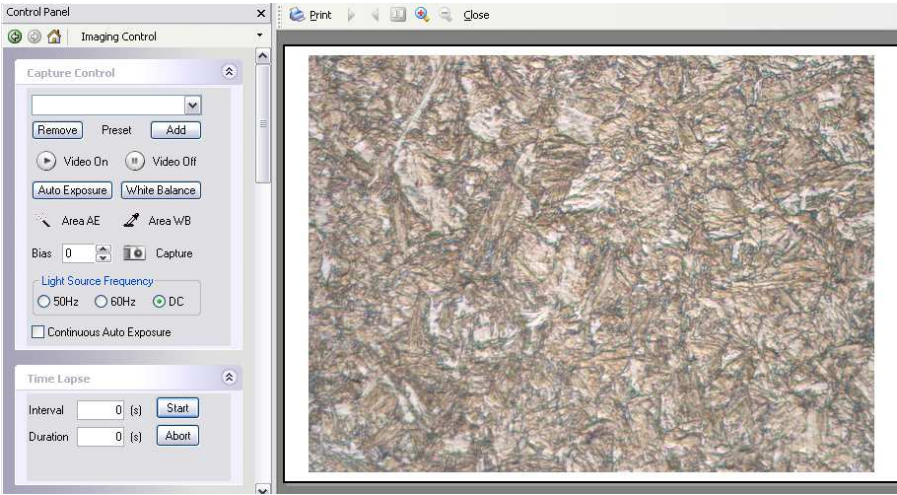 Control Panel
Print Close
Imaging Control
Capture Control
Remove Preset Add
Video On Video Off
Auto Exposure White Balance
Area AE Area WB
Bias 0 Capture
Light Source Frequency
50Hz 60Hz DC
Continuous Auto Exposure
Time Lapse
Interval 0 (s) Start
Duration 0 (s) Abort